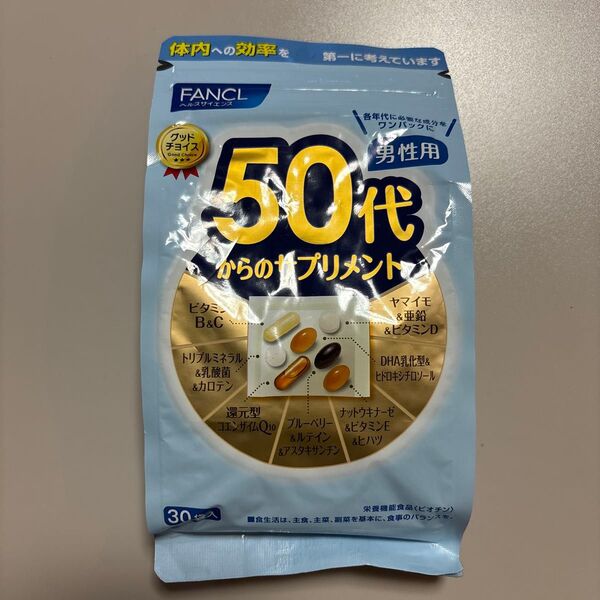 体内への効率を 第一に考えています
FANCL
ヘルスサイエンス
各年代に必要な成分を
ワンパックに
グッド
チョイス
Good Choice
男性用
50代
からのサプリメント
ビタミン
B&C
ヤマイモ
&亜鉛
&ビタミンD
トリプルミネラル
&乳酸菌
&カロテン
DHA乳化型&
ヒドロキシチロソール
還元型
コエンザイムQ10
ブルーベリー
&ルテイン
&アスタキサンチン
ナットウキナーゼ
&ビタミンE
&ヒハツ
30袋入
栄養機能食品〈ビオチン〉
■食生活は、主食、主菜、副菜を基本に、食事のバランスを。